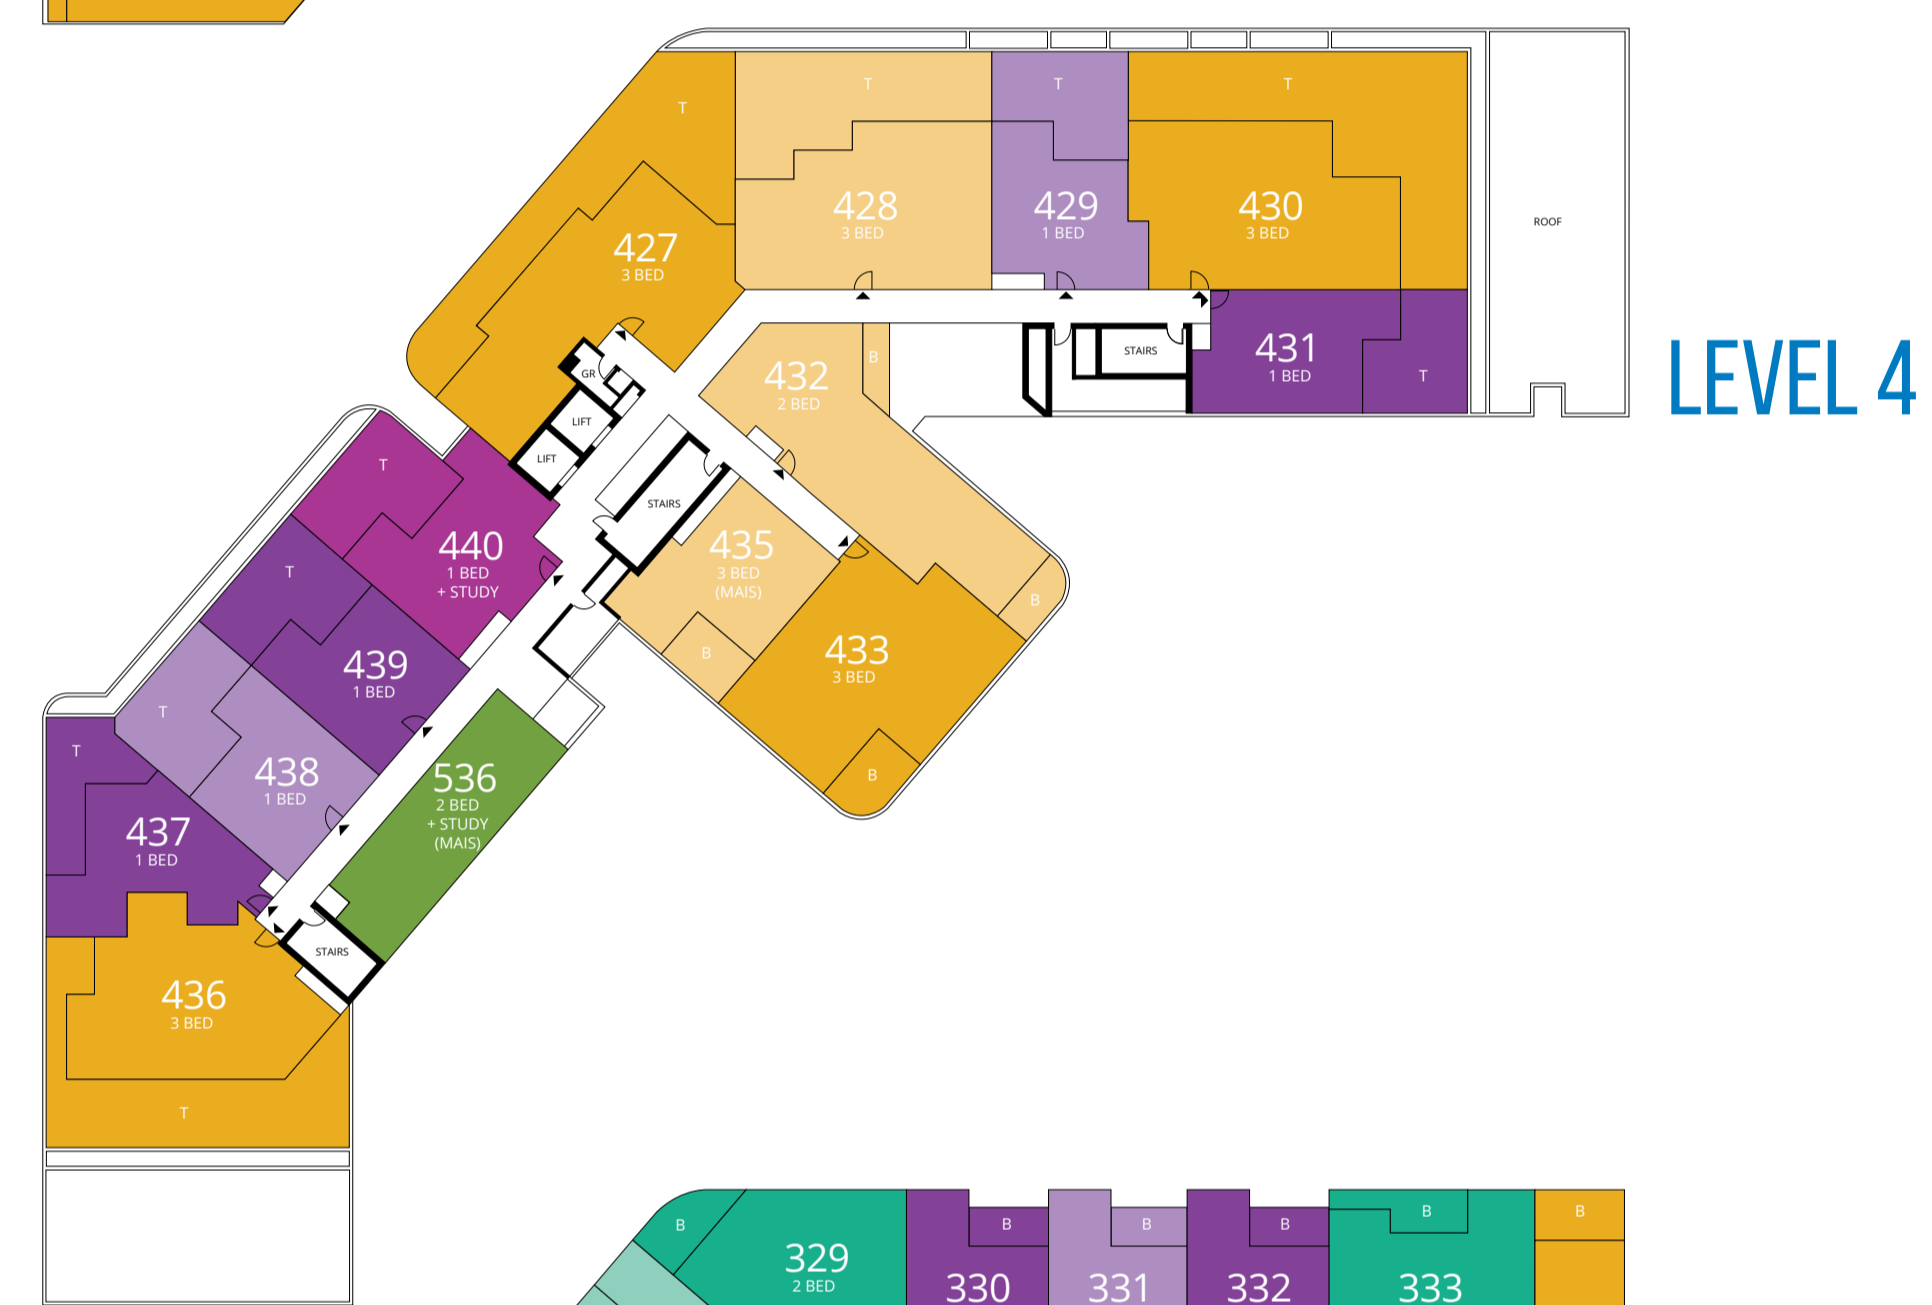 T
T
T
T
428
3 BED
429
1 BED
430
3 BED
ROOF
427
3 BED
LEVEL 4
STAIRS
431
1 BED
T
B
432
2 BED
GR
LIFT
LIFT
T
STAIRS
440
1 BED
+ STUDY
435
3 BED
(MAIS)
B
T
B
439
1 BED
433
3 BED
T
B
438
1 BED
536
2 BED
+ STUDY
(MAIS)
T
437
1 BED
STAIRS
436
3 BED
T
B
329
2 BED
B
330
B
331
B
332
B
333
B